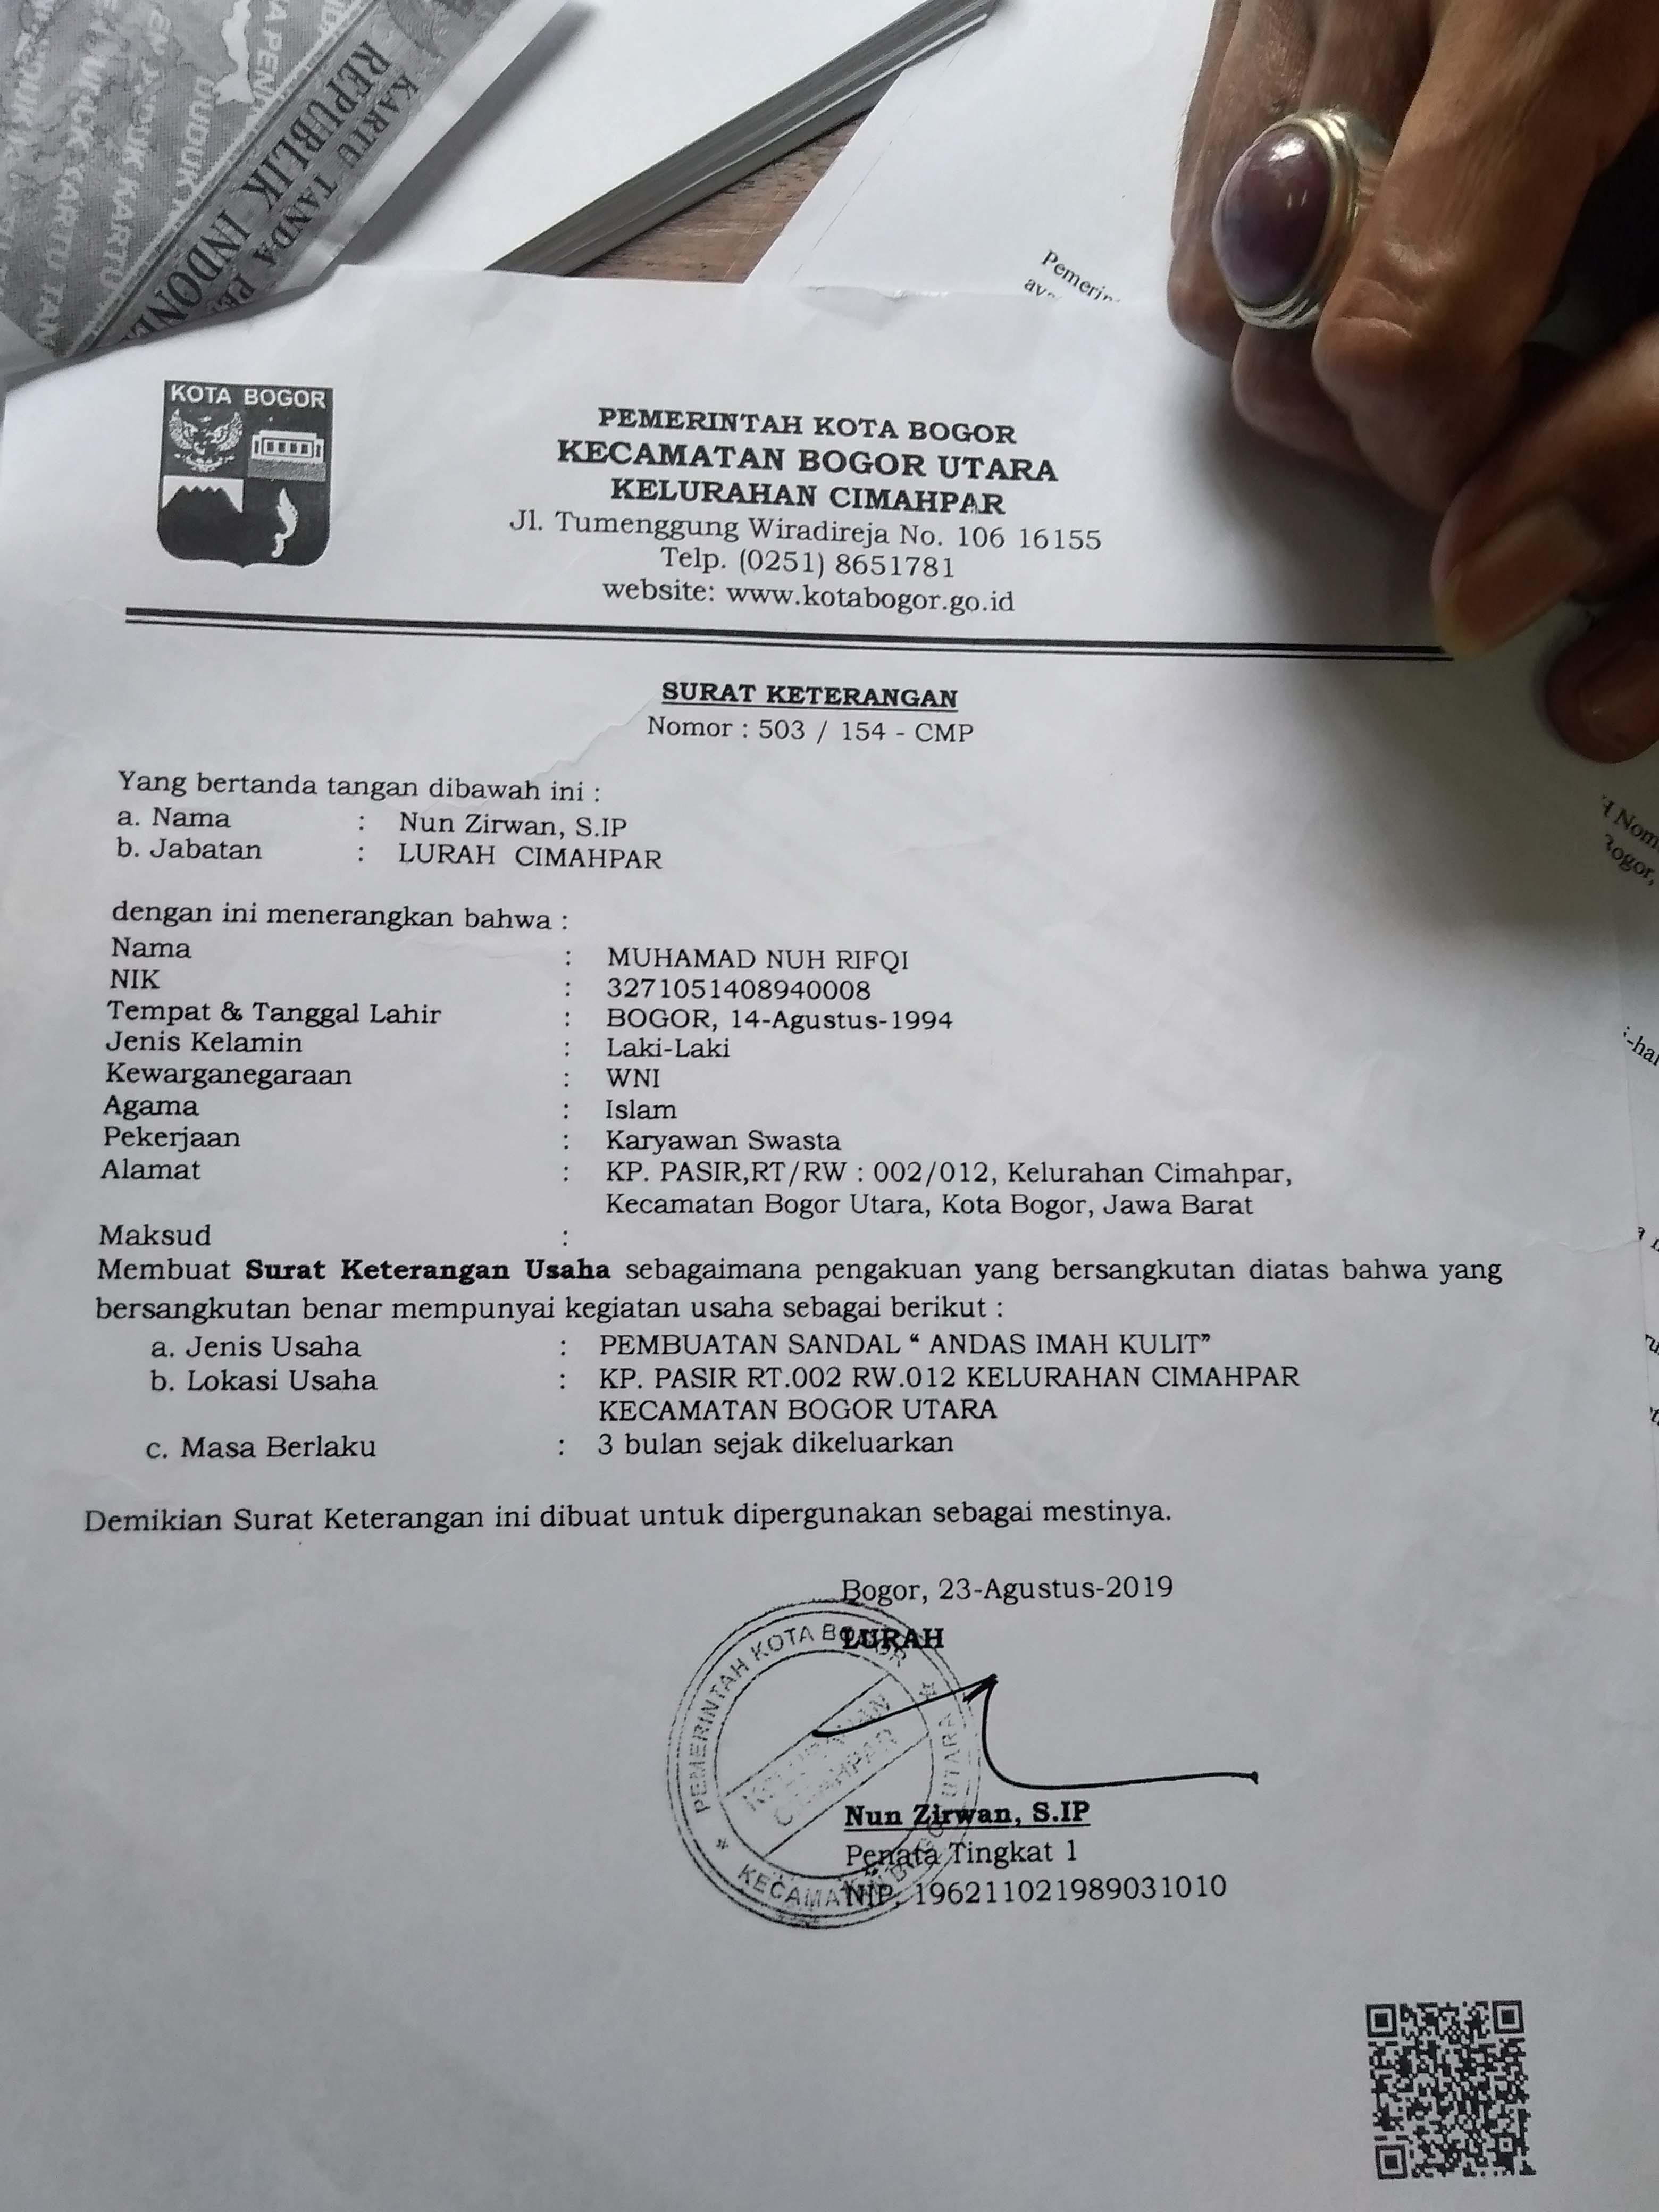 KARTU TANDA PE
REPUBLIK INDONE
Pemerin
KOTA BOGOR
PEMERINTAH KOTA BOGOR
KECAMATAN BOGOR UTARA
KELURAHAN CIMAHPAR
Jl. Tumenggung Wiradireja No. 106 16155
Telp. (0251) 8651781
website: www.kotabogor.go.id
SURAT KETERANGAN
Nomor : 503 / 154 - CMP
Yang bertanda tangan dibawah ini :
a. Nama : Nun Zirwan, S.IP
b. Jabatan : LURAH CIMAHPAR
dengan ini menerangkan bahwa :
Nama : MUHAMAD NUH RIFQI
NIK : 3271051408940008
Tempat & Tanggal Lahir : BOGOR, 14-Agustus-1994
Jenis Kelamin : Laki-Laki
Kewarganegaraan : WNI
Agama : Islam
Pekerjaan : Karyawan Swasta
Alamat : KP. PASIR,RT/RW : 002/012, Kelurahan Cimahpar,
Kecamatan Bogor Utara, Kota Bogor, Jawa Barat
Maksud :
Membuat Surat Keterangan Usaha sebagaimana pengakuan yang bersangkutan diatas bahwa yang
bersangkutan benar mempunyai kegiatan usaha sebagai berikut :
a. Jenis Usaha : PEMBUATAN SANDAL “ ANDAS IMAH KULIT”
b. Lokasi Usaha : KP. PASIR RT.002 RW.012 KELURAHAN CIMAHPAR
KECAMATAN BOGOR UTARA
c. Masa Berlaku : 3 bulan sejak dikeluarkan
Demikian Surat Keterangan ini dibuat untuk dipergunakan sebagai mestinya.
Bogor, 23-Agustus-2019
LURAH
PEMERINTAH KOTA BOGOR
KELURAHAN
CIMAHPAR
KECAMATAN BOGOR UTARA
Nun Zirwan, S.IP
Penata Tingkat 1
NIP. 196211021989031010